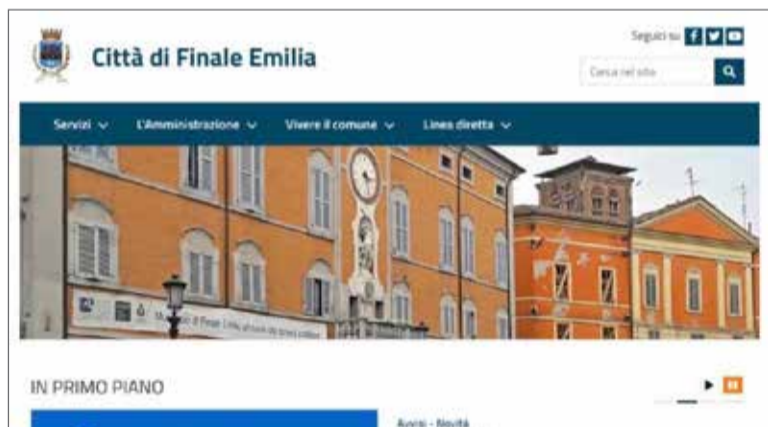 Città di Finale Emilia
Seguici su
Cerca nel sito
Servizi L'Amministrazione Vivere il comune Linea diretta
IN PRIMO PIANO
Avvisi - Novità